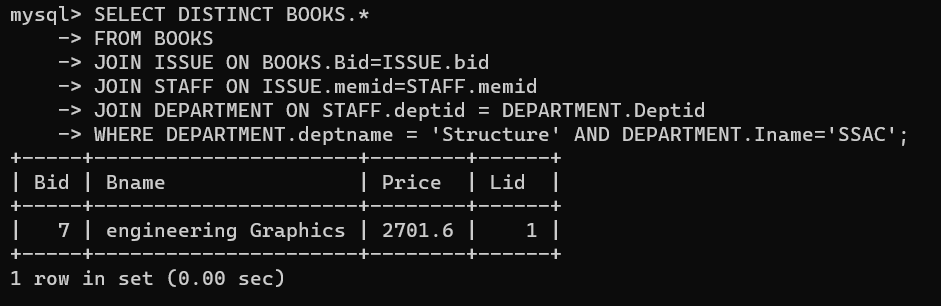 mysql> SELECT DISTINCT BOOKS.*
    -> FROM BOOKS
    -> JOIN ISSUE ON BOOKS.Bid=ISSUE.bid
    -> JOIN STAFF ON ISSUE.memid=STAFF.memid
    -> JOIN DEPARTMENT ON STAFF.deptid = DEPARTMENT.Deptid
    -> WHERE DEPARTMENT.deptname = 'Structure' AND DEPARTMENT.Iname='SSAC';
+-----+----------------------+--------+------+
| Bid | Bname                | Price  | Lid  |
+-----+----------------------+--------+------+
|   7 | engineering Graphics | 2701.6 |    1 |
+-----+----------------------+--------+------+
1 row in set (0.00 sec)